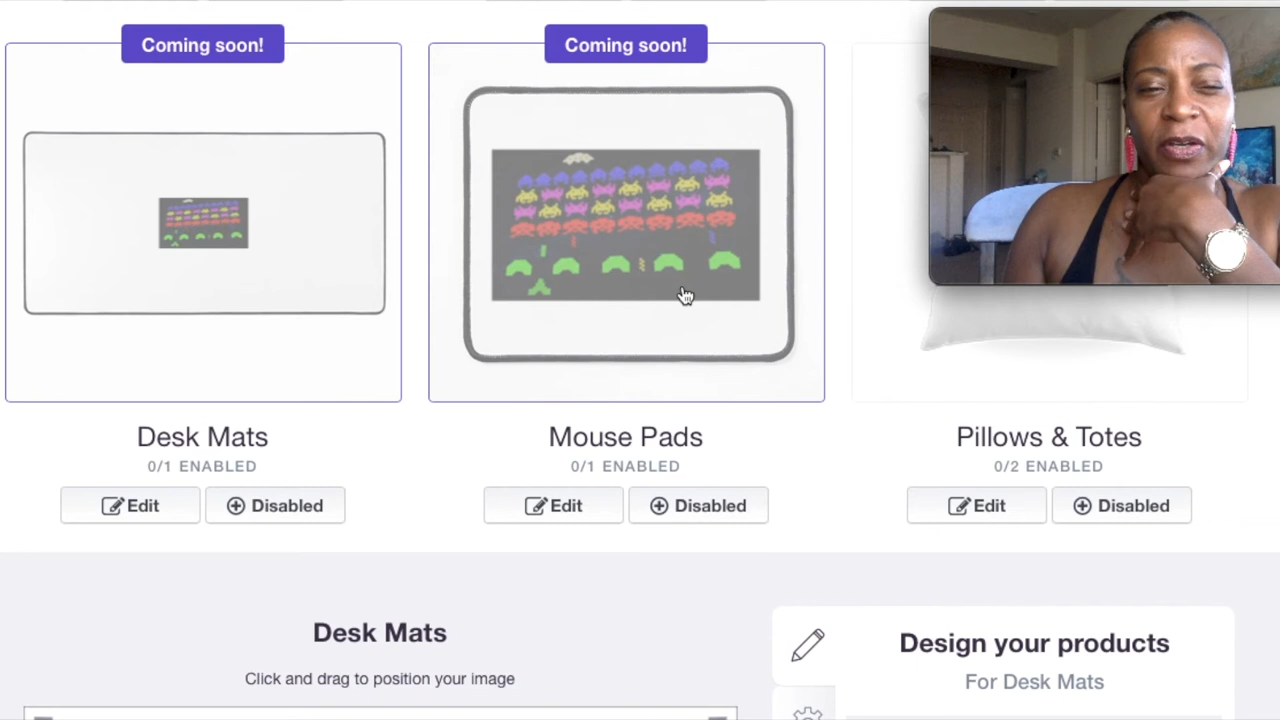 Coming soon!
Coming soon!
Desk Mats
Mouse Pads
Pillows & Totes
0/1 ENABLED
0/1 ENABLED
0/2 ENABLED
Edit
Disabled
Edit
Disabled
Edit
Disabled
Desk Mats
Click and drag to position your image
Design your products
For Desk Mats